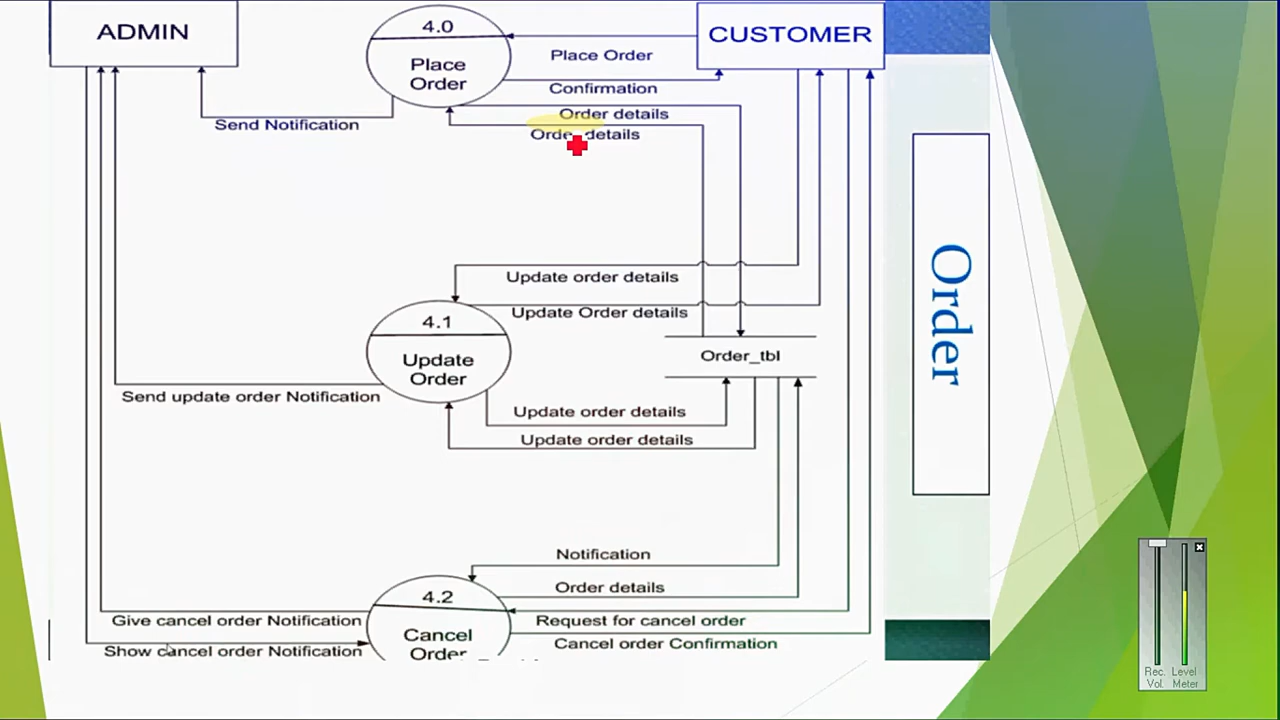 ADMIN
4.0
Place
Order
CUSTOMER
Place Order
Confirmation
Order details
Order details
Send Notification
Update order details
Update Order details
4.1
Update
Order
Order_tbl
Send update order Notification
Update order details
Update order details
Notification
Order details
4.2
Cancel
Order
Give cancel order Notification
Request for cancel order
Show cancel order Notification
Cancel order Confirmation
Order
Rec. Level
Vol. Meter